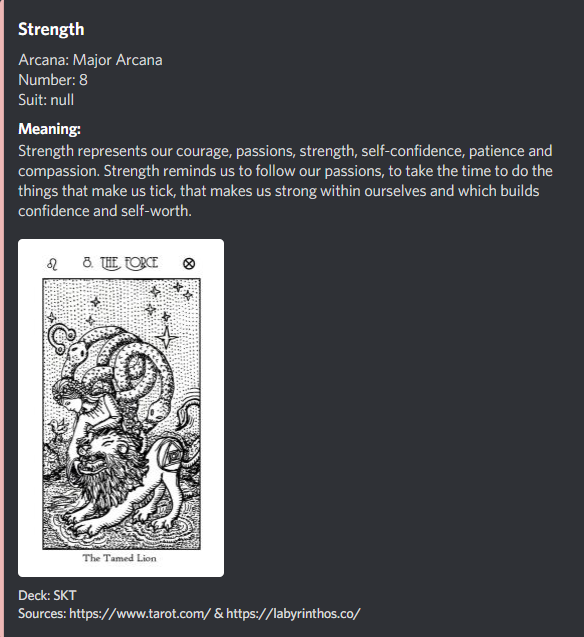 Strength
Arcana: Major Arcana
Number: 8
Suit: null
Meaning:
Strength represents our courage, passions, strength, self-confidence, patience and
compassion. Strength reminds us to follow our passions, to take the time to do the
things that make us tick, that makes us strong within ourselves and which builds
confidence and self-worth.
♌ 8. THE FORCE ⊗
The Tamed Lion
Deck: SKT
Sources: https://www.tarot.com/ & https://labyrinthos.co/